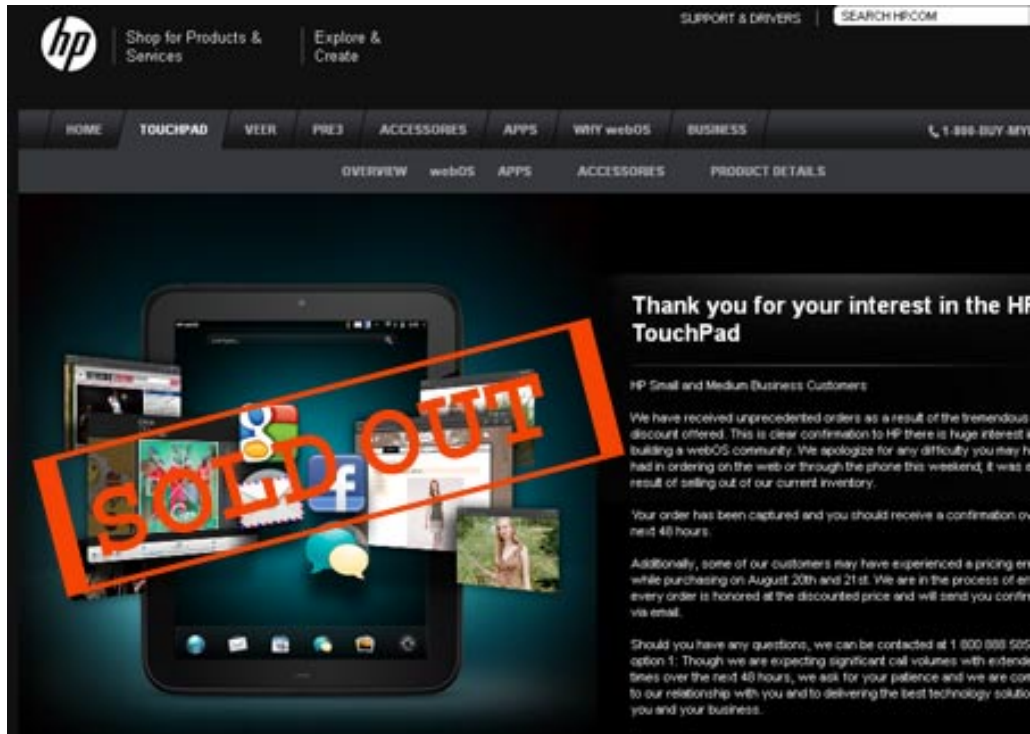 SUPPORT & DRIVERS
SEARCH HP.COM
hp
Shop for Products &
Services
Explore &
Create
HOME
TOUCHPAD
VEER
PRE3
ACCESSORIES
APPS
WHY webOS
BUSINESS
1-800-BUY-MY
OVERVIEW
webOS
APPS
ACCESSORIES
PRODUCT DETAILS
SOLD OUT
Thank you for your interest in the HP
TouchPad
HP Small and Medium Business Customers
We have received unprecedented orders as a result of the tremendous
discount offered. This is clear confirmation to HP there is huge interest
building a webOS community. We apologize for any difficulty you may
had in ordering on the web or through the phone this weekend, it was
result of selling out of our current inventory.
Your order has been captured and you should receive a confirmation
next 48 hours.
Additionally, some of our customers may have experienced a pricing
while purchasing on August 20th and 21st. We are in the process of
every order is honored at the discounted price and will send you
via email.
Should you have any questions, we can be contacted at 1 800 888
option 1: Though we are expecting significant call volumes with
times over the next 48 hours, we ask for your patience and we are
to our relationship with you and to delivering the best technology
you and your business.